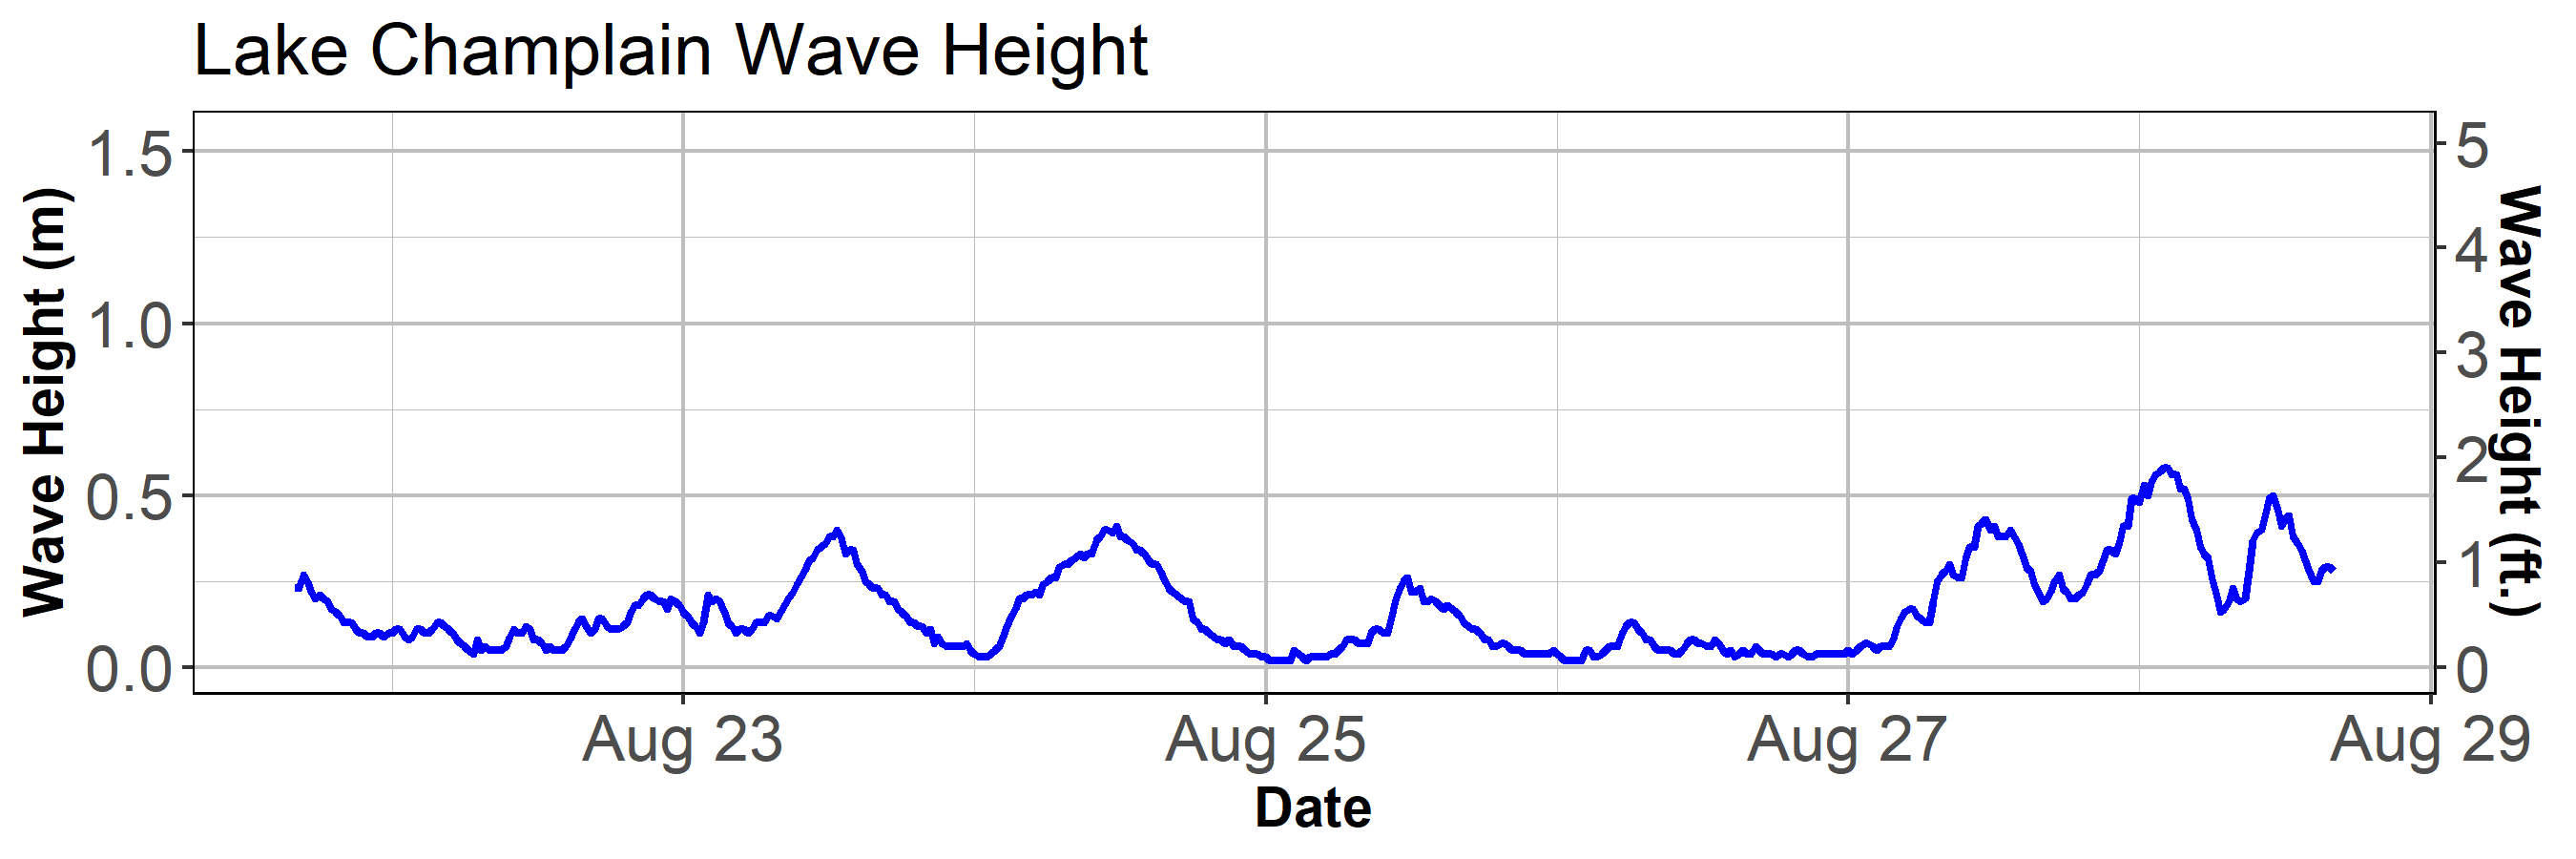 Lake Champlain Wave Height
Wave Height (m)
1.5
1.0
0.5
0.0
5
4
3
2
1
0
Wave Height (ft.)
Aug 23
Aug 25
Aug 27
Aug 29
Date